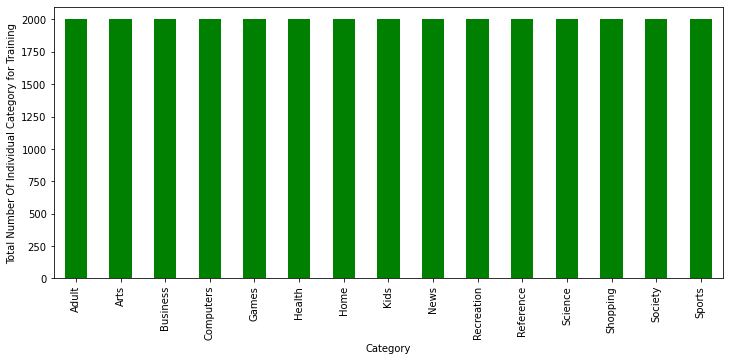 Total Number Of Individual Category for Training
2000
1750
1500
1250
1000
750
500
250
0
Adult
Arts
Business
Computers
Games
Health
Home
Kids
News
Recreation
Reference
Science
Shopping
Society
Sports
Category